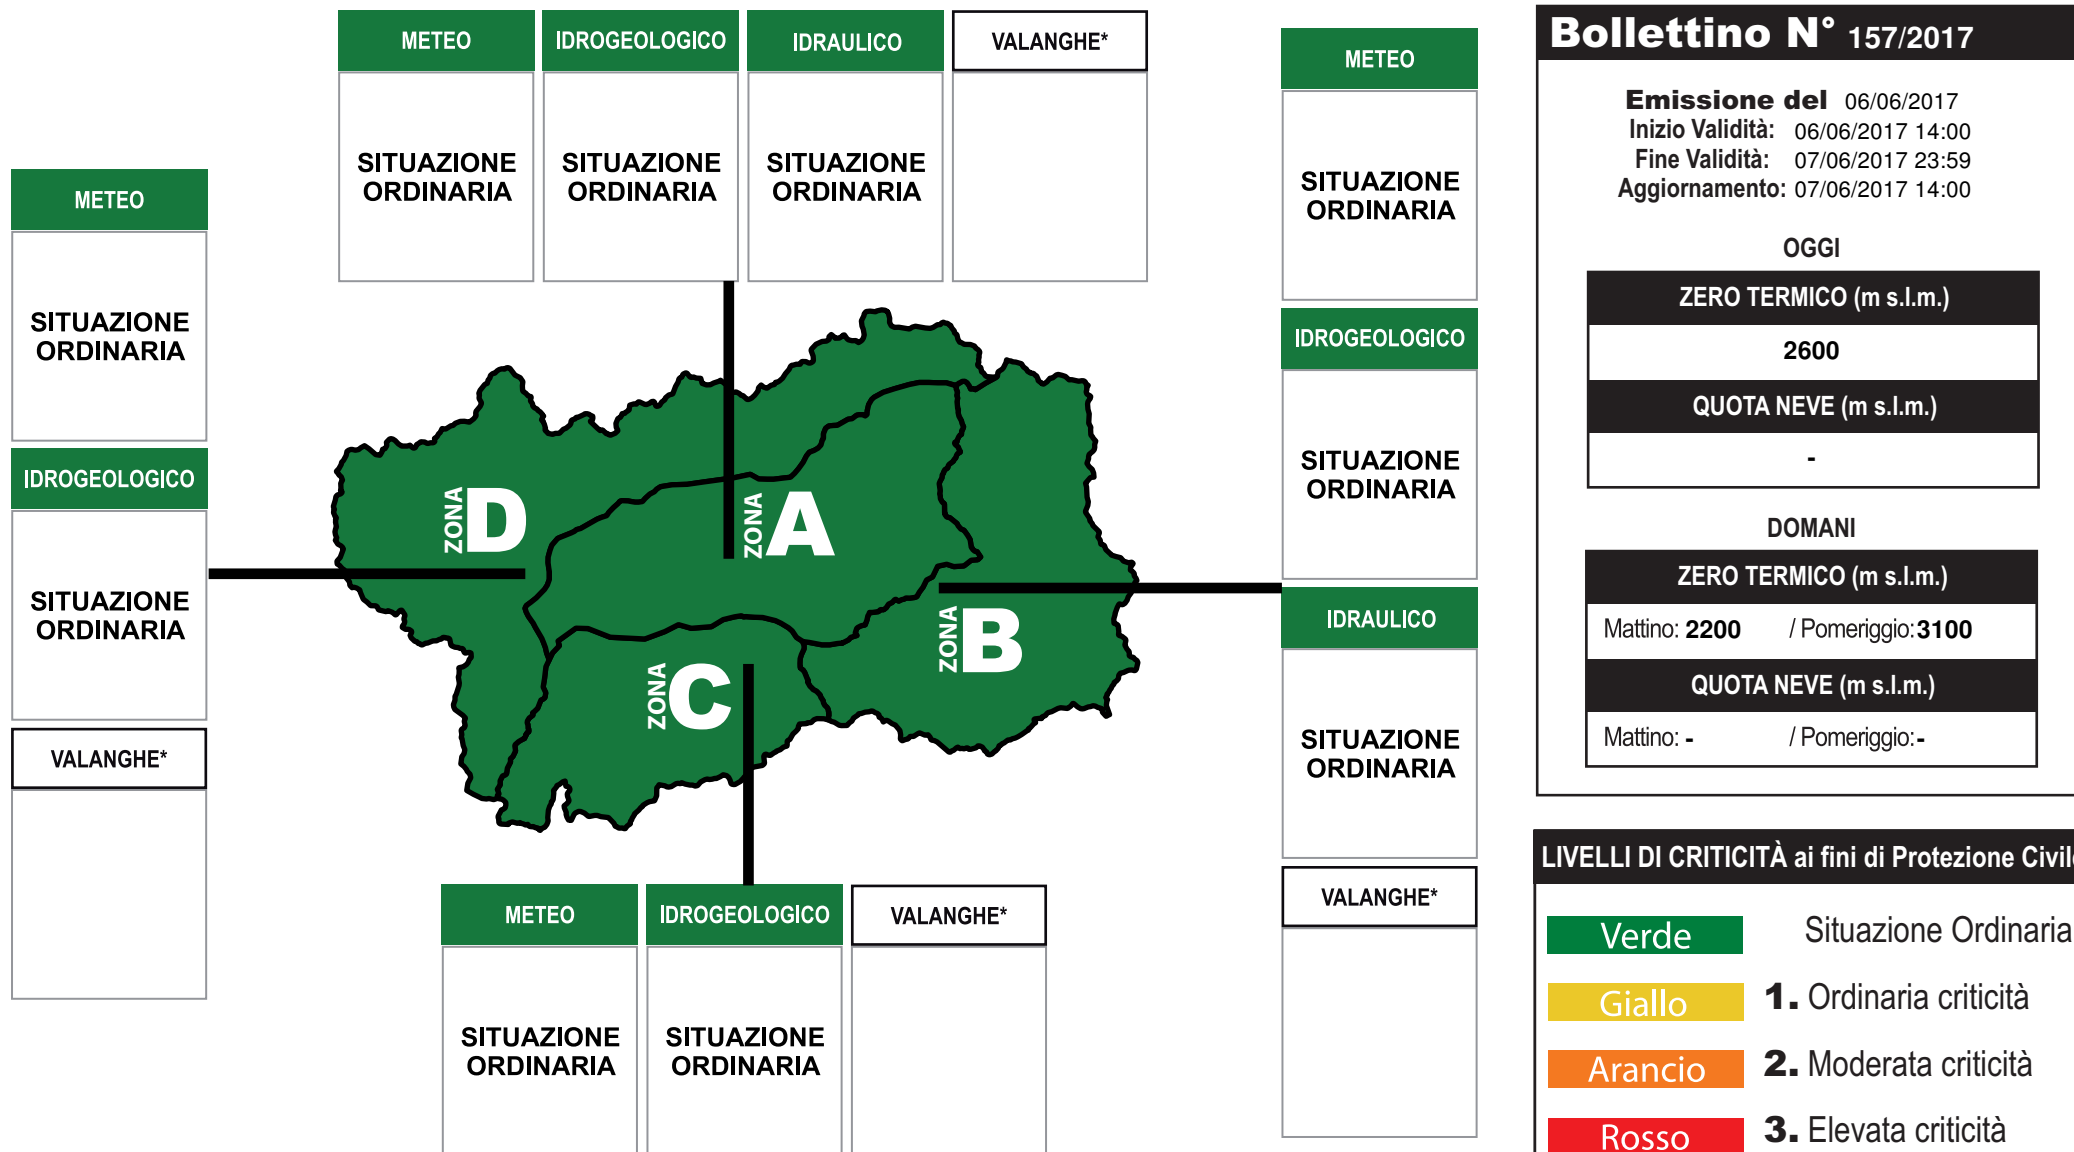 METEO IDROGEOLOGICO IDRAULICO VALANGHE*
SITUAZIONE ORDINARIA
SITUAZIONE ORDINARIA
SITUAZIONE ORDINARIA
METEO
SITUAZIONE
ORDINARIA
IDROGEOLOGICO
SITUAZIONE
ORDINARIA
VALANGHE*
ZONA D
ZONA A
ZONA B
ZONA C
METEO
SITUAZIONE
ORDINARIA
IDROGEOLOGICO
SITUAZIONE
ORDINARIA
IDRAULICO
SITUAZIONE
ORDINARIA
VALANGHE*
METEO IDROGEOLOGICO VALANGHE*
SITUAZIONE ORDINARIA
SITUAZIONE ORDINARIA
Bollettino N° 157/2017
Emissione del 06/06/2017
Inizio Validità: 06/06/2017 14:00
Fine Validità: 07/06/2017 23:59
Aggiornamento: 07/06/2017 14:00
OGGI
ZERO TERMICO (m s.l.m.)
2600
QUOTA NEVE (m s.l.m.)
-
DOMANI
ZERO TERMICO (m s.l.m.)
Mattino: 2200 / Pomeriggio: 3100
QUOTA NEVE (m s.l.m.)
Mattino: - / Pomeriggio: -
LIVELLI DI CRITICITÀ ai fini di Protezione Civile
Verde Situazione Ordinaria
Giallo 1. Ordinaria criticità
Arancio 2. Moderata criticità
Rosso 3. Elevata criticità